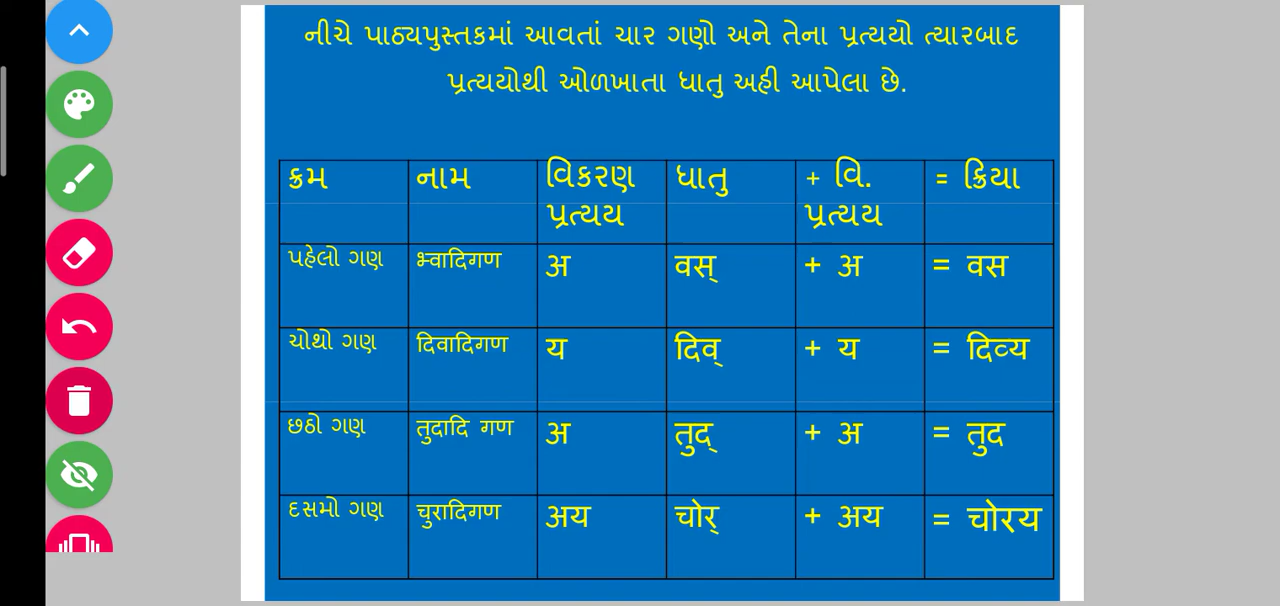 નીચે પાઠ્યપુસ્તકમાં આવતાં ચાર ગણો અને તેના પ્રત્યયો ત્યારબાદ
પ્રત્યયોથી ઓળખાતા ધાતુ અહી આપેલા છે.
ક્રમ નામ વિકરણ પ્રત્યય ધાતુ + વિ. પ્રત્યય = ક્રિયા
પહેલો ગણ भ्वादिगण अ वस् + अ = वस
ચોથો ગણ दिवादिगण य दिव् + य = दिव्य
છઠો ગણ तुदादि गण अ तुद् + अ = तुद
દસમો ગણ चुरादिगण अय चोर् + अय = चोरय